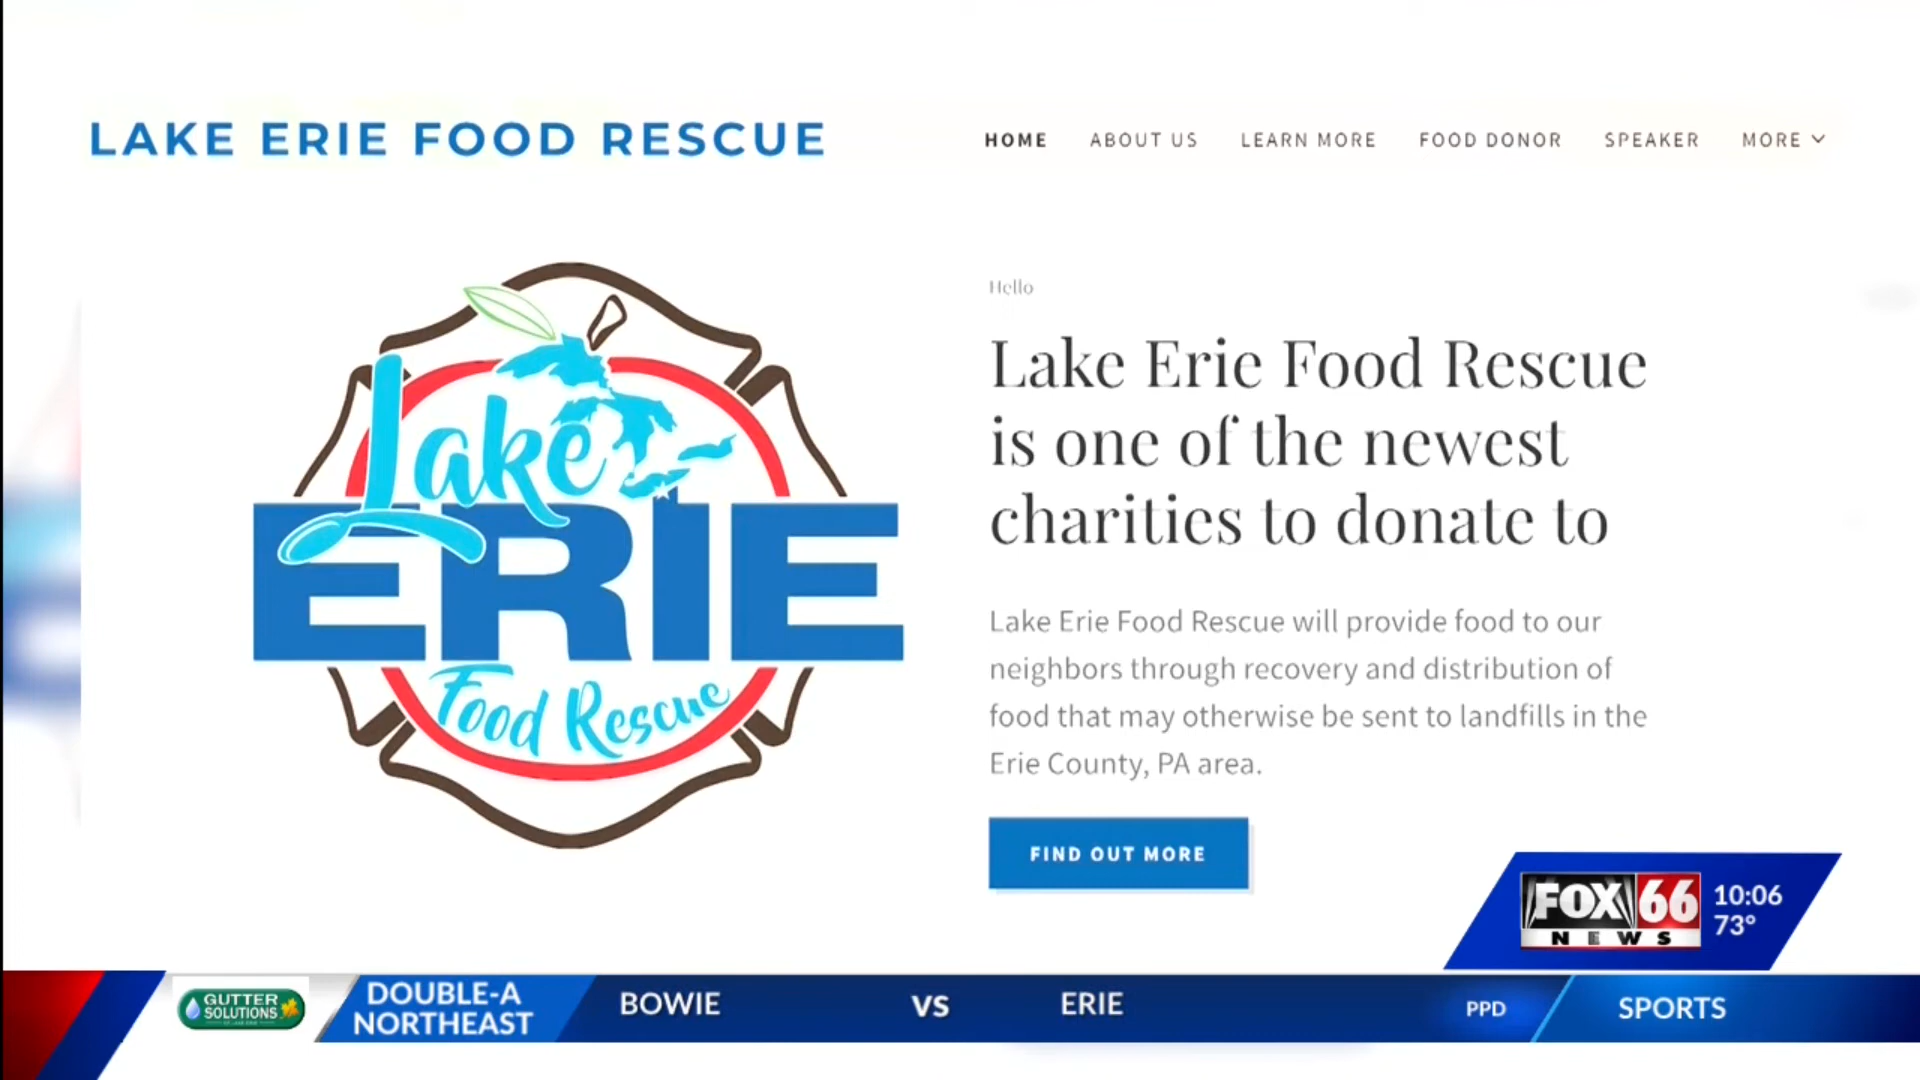 LAKE ERIE FOOD RESCUE
HOME ABOUT US LEARN MORE FOOD DONOR SPEAKER MORE
Lake
ERIE
Food Rescue
Hello
Lake Erie Food Rescue
is one of the newest
charities to donate to
Lake Erie Food Rescue will provide food to our
neighbors through recovery and distribution of
food that may otherwise be sent to landfills in the
Erie County, PA area.
FIND OUT MORE
FOX 66
NEWS
10:06
73°
GUTTER
SOLUTIONS
DOUBLE-A
NORTHEAST
BOWIE VS ERIE PPD
SPORTS